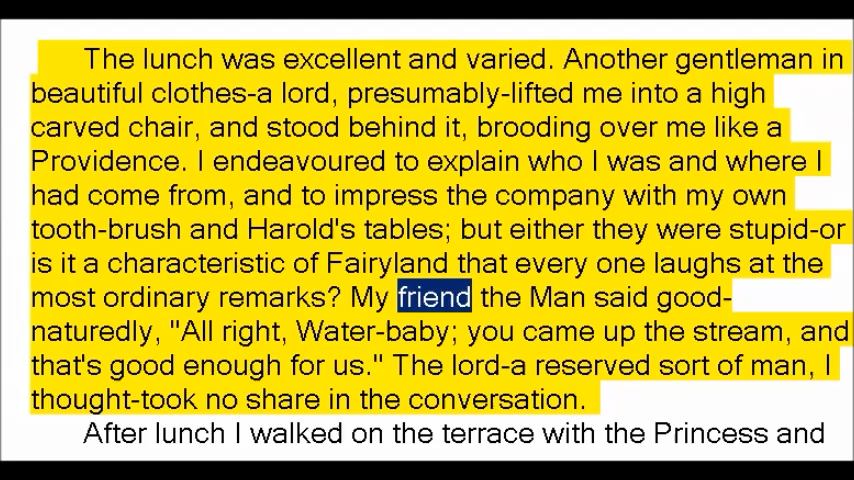 The lunch was excellent and varied. Another gentleman in
beautiful clothes-a lord, presumably-lifted me into a high
carved chair, and stood behind it, brooding over me like a
Providence. I endeavoured to explain who I was and where I
had come from, and to impress the company with my own
tooth-brush and Harold's tables; but either they were stupid-or
is it a characteristic of Fairyland that every one laughs at the
most ordinary remarks? My friend the Man said good-
naturedly, "All right, Water-baby; you came up the stream, and
that's good enough for us." The lord-a reserved sort of man, I
thought-took no share in the conversation.
After lunch I walked on the terrace with the Princess and